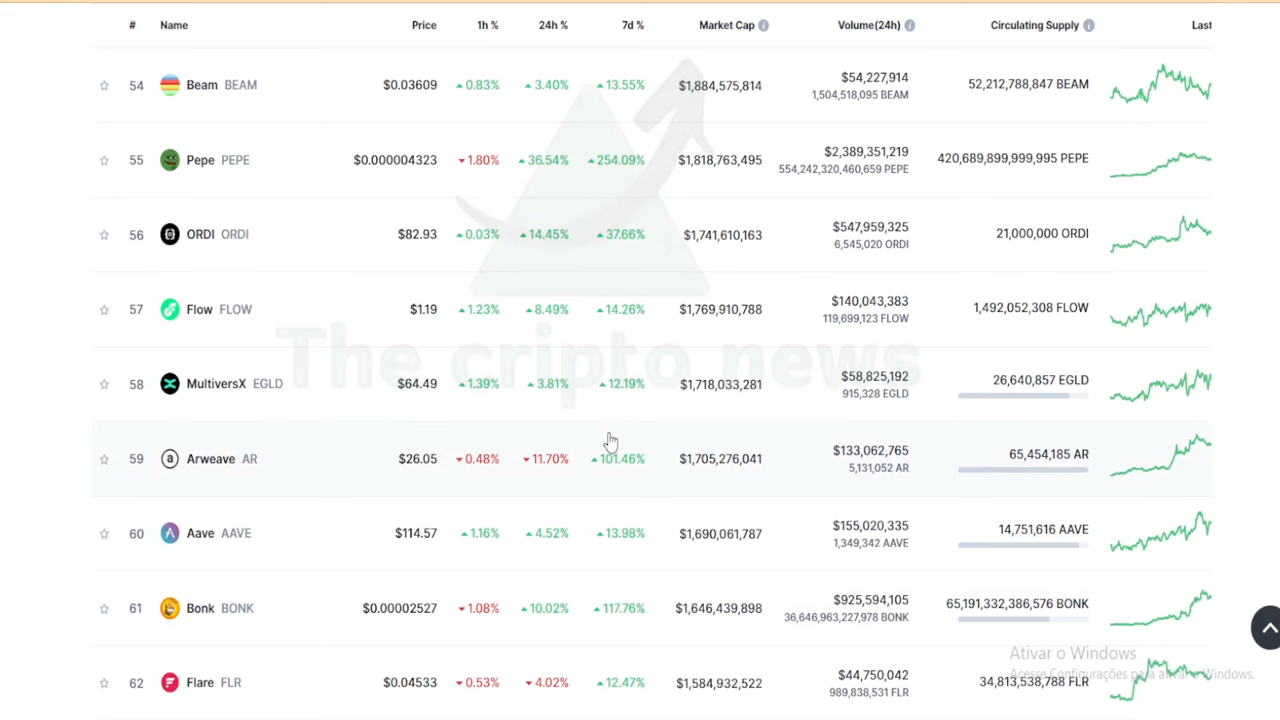 # Name Price 1h % 24h % 7d % Market Cap Volume(24h) Circulating Supply Last
54 Beam BEAM $0.03609 0.83% 3.40% 13.55% $1,884,575,814 $54,227,914 52,212,788,847 BEAM
1,504,518,095 BEAM
55 Pepe PEPE $0.000004323 1.80% 36.54% 254.09% $1,818,763,495 $2,389,351,219 420,689,899,999,995 PEPE
554,242,320,460,659 PEPE
56 ORDI ORDI $82.93 0.03% 14.45% 37.66% $1,741,610,163 $547,959,325 21,000,000 ORDI
6,545,020 ORDI
57 Flow FLOW $1.19 1.23% 8.49% 14.26% $1,769,910,788 $140,043,383 1,492,052,308 FLOW
119,699,123 FLOW
The cripto news
58 MultiversX EGLD $64.49 1.39% 3.81% 12.19% $1,718,033,281 $58,825,192 26,640,857 EGLD
915,328 EGLD
59 Arweave AR $26.05 0.48% 11.70% 101.46% $1,705,276,041 $133,062,765 65,454,185 AR
5,131,052 AR
60 Aave AAVE $114.57 1.16% 4.52% 13.98% $1,690,061,787 $155,020,335 14,751,616 AAVE
1,349,342 AAVE
61 Bonk BONK $0.00002527 1.08% 10.02% 117.76% $1,646,439,898 $925,594,105 65,191,332,386,576 BONK
36,646,963,227,978 BONK
Ativar o Windows
Acesse Configurações para ativar o Windows.
62 Flare FLR $0.04533 0.53% 4.02% 12.47% $1,584,932,522 $44,750,042 34,813,538,788 FLR
989,838,531 FLR